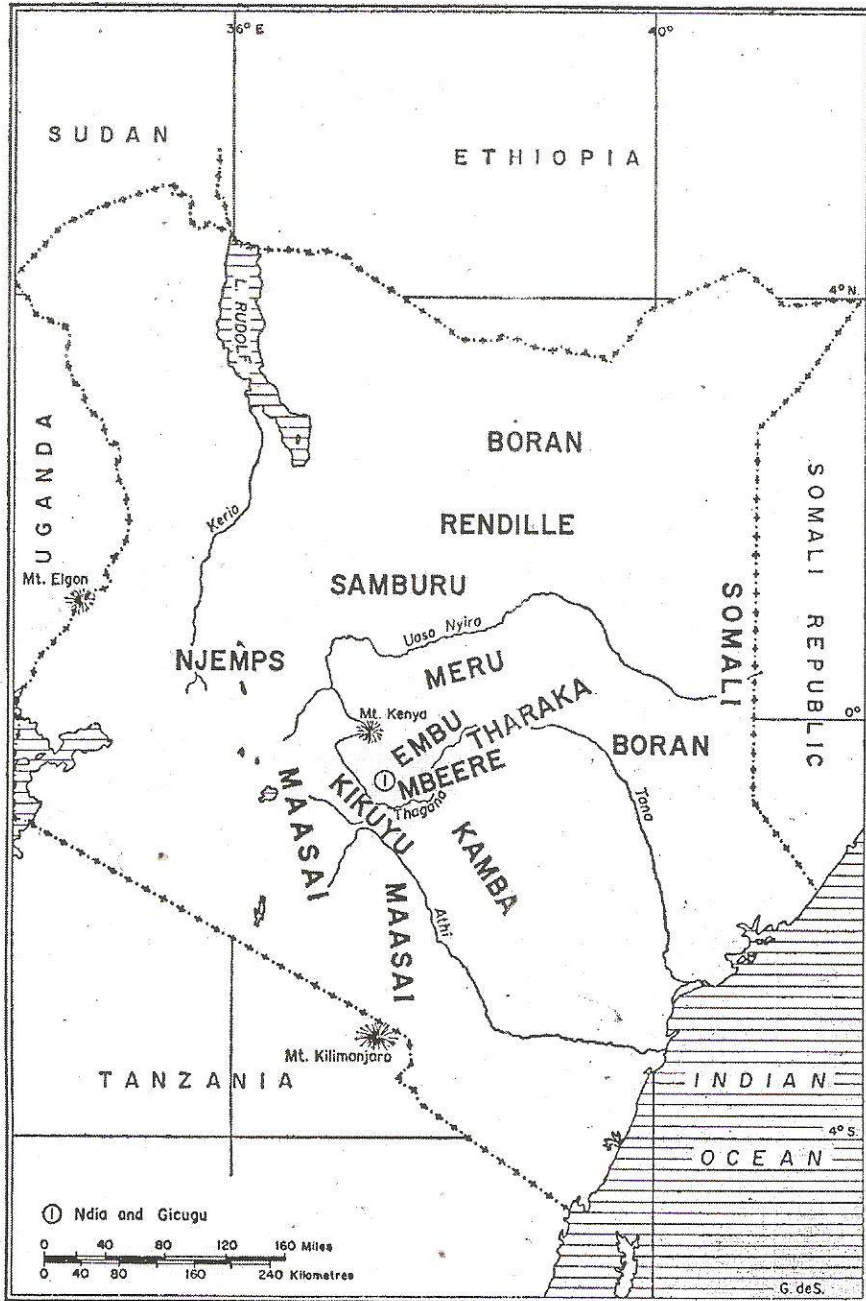 36° E
40°
SUDAN
ETHIOPIA
4° N.
L. RUDOLF
UGANDA
BORAN
SOMALI REPUBLIC
Kerio
RENDILLE
Mt. Elgon
SAMBURU
SOMALI
Uaso Nyiro
NJEMPS
MERU
Mt. Kenya
THARAKA
0°
EMBU
BORAN
1
MBEERE
KIKUYU
Thagana
Tana
MAASAI
KAMBA
MAASAI
Athi
Mt. Kilimanjaro
TANZANIA
INDIAN
4° S.
OCEAN
1 Ndia and Gicugu
0 40 80 120 160 Miles
0 40 80 160 240 Kilometres
G. deS.